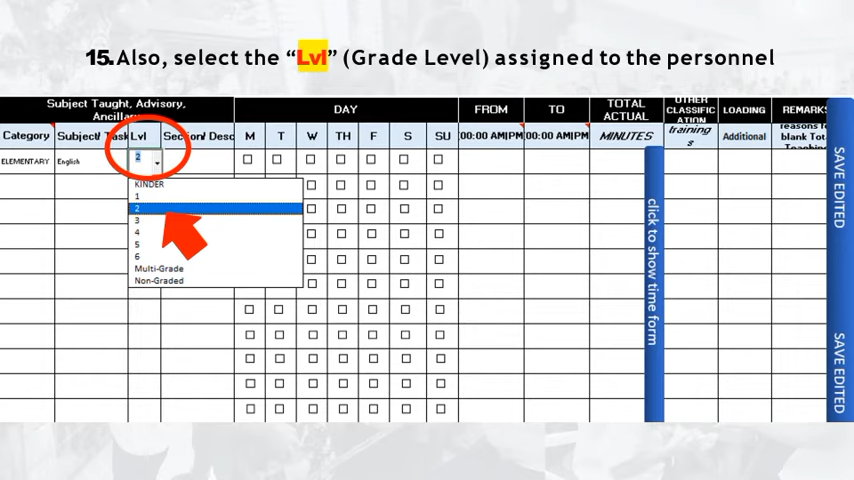 15. Also, select the “Lvl” (Grade Level) assigned to the personnel
Subject Taught, Advisory,
Ancillary
DAY
FROM
TO
TOTAL
ACTUAL
OTHER
CLASSIFIC
ATION
LOADING
REMARKS
Category
Subject/ Task
Lvl
Section/ Desc
M
T
W
TH
F
S
SU
00:00 AM|PM
00:00 AM|PM
MINUTES
training
s
Additional
reasons for
blank Tot
Teaching
ELEMENTARY
English
2
KINDER
1
2
3
4
5
6
Multi-Grade
Non-Graded
click to show time form
SAVE EDITED
SAVE EDITED